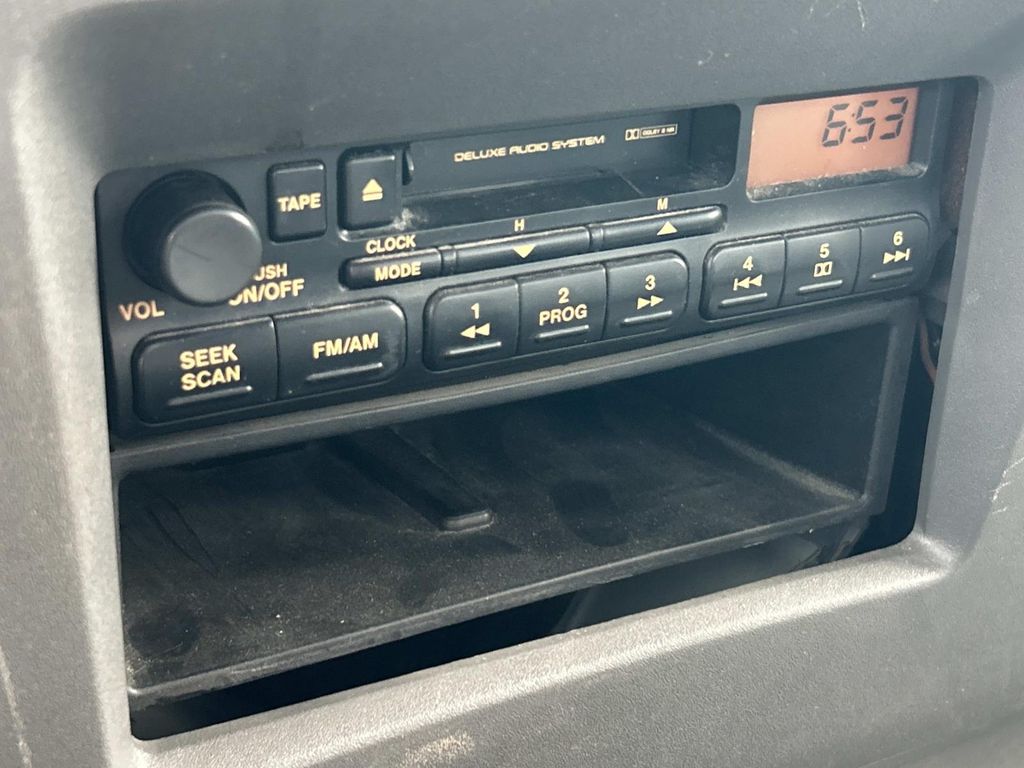 6:53
DELUXE AUDIO SYSTEM
DOLBY B NR
TAPE
CLOCK
MODE
H
M
VOL
PUSH
ON/OFF
SEEK
SCAN
FM/AM
1
2
PROG
3
4
5
6